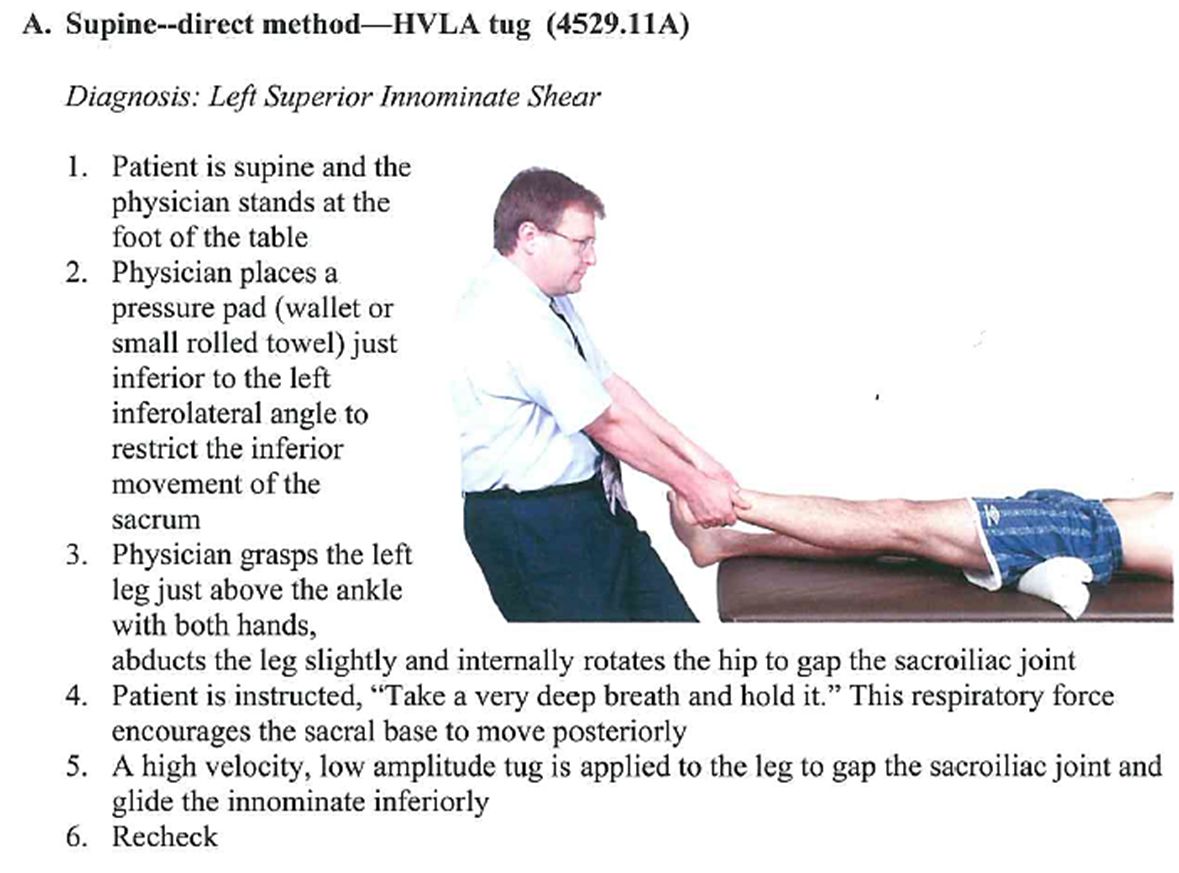 A. Supine--direct method—HVLA tug (4529.11A)
Diagnosis: Left Superior Innominate Shear
1. Patient is supine and the
physician stands at the
foot of the table
2. Physician places a
pressure pad (wallet or
small rolled towel) just
inferior to the left
inferolateral angle to
restrict the inferior
movement of the
sacrum
3. Physician grasps the left
leg just above the ankle
with both hands,
abducts the leg slightly and internally rotates the hip to gap the sacroiliac joint
4. Patient is instructed, “Take a very deep breath and hold it.” This respiratory force
encourages the sacral base to move posteriorly
5. A high velocity, low amplitude tug is applied to the leg to gap the sacroiliac joint and
glide the innominate inferiorly
6. Recheck